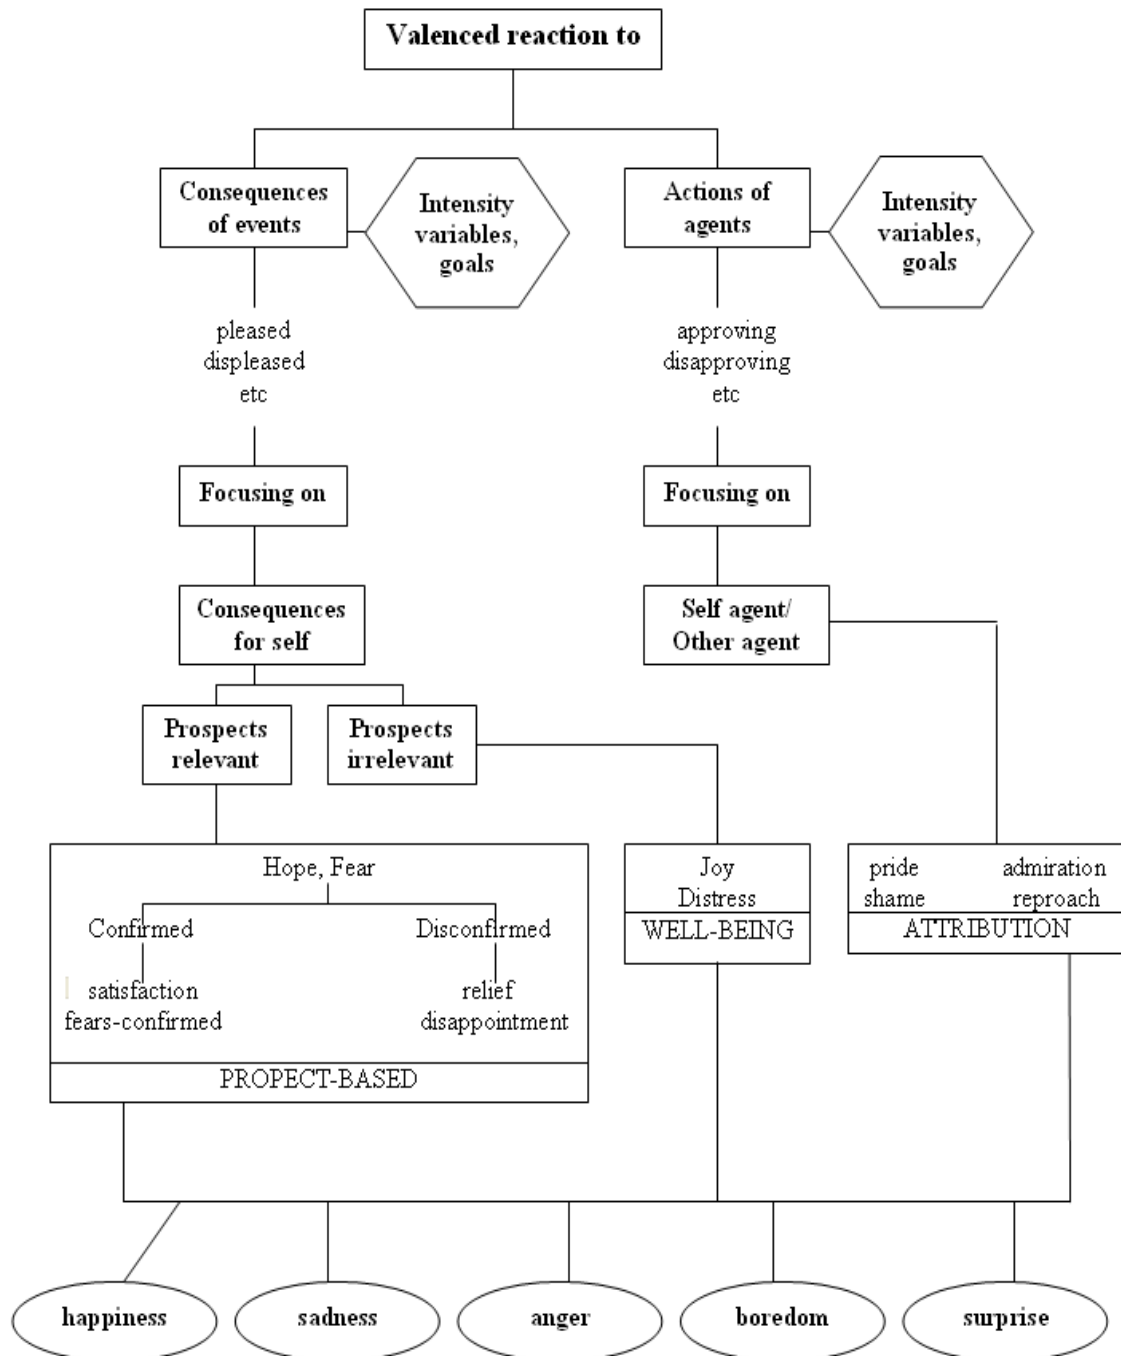 Valenced reaction to
Consequences
of events
Intensity
variables,
goals
Actions of
agents
Intensity
variables,
goals
pleased
displeased
etc
approving
disapproving
etc
Focusing on
Focusing on
Consequences
for self
Self agent/
Other agent
Prospects
relevant
Prospects
irrelevant
Hope, Fear
Confirmed
Disconfirmed
satisfaction
fears-confirmed
relief
disappointment
PROPECT-BASED
Joy
Distress
WELL-BEING
pride
shame
admiration
reproach
ATTRIBUTION
happiness
sadness
anger
boredom
surprise